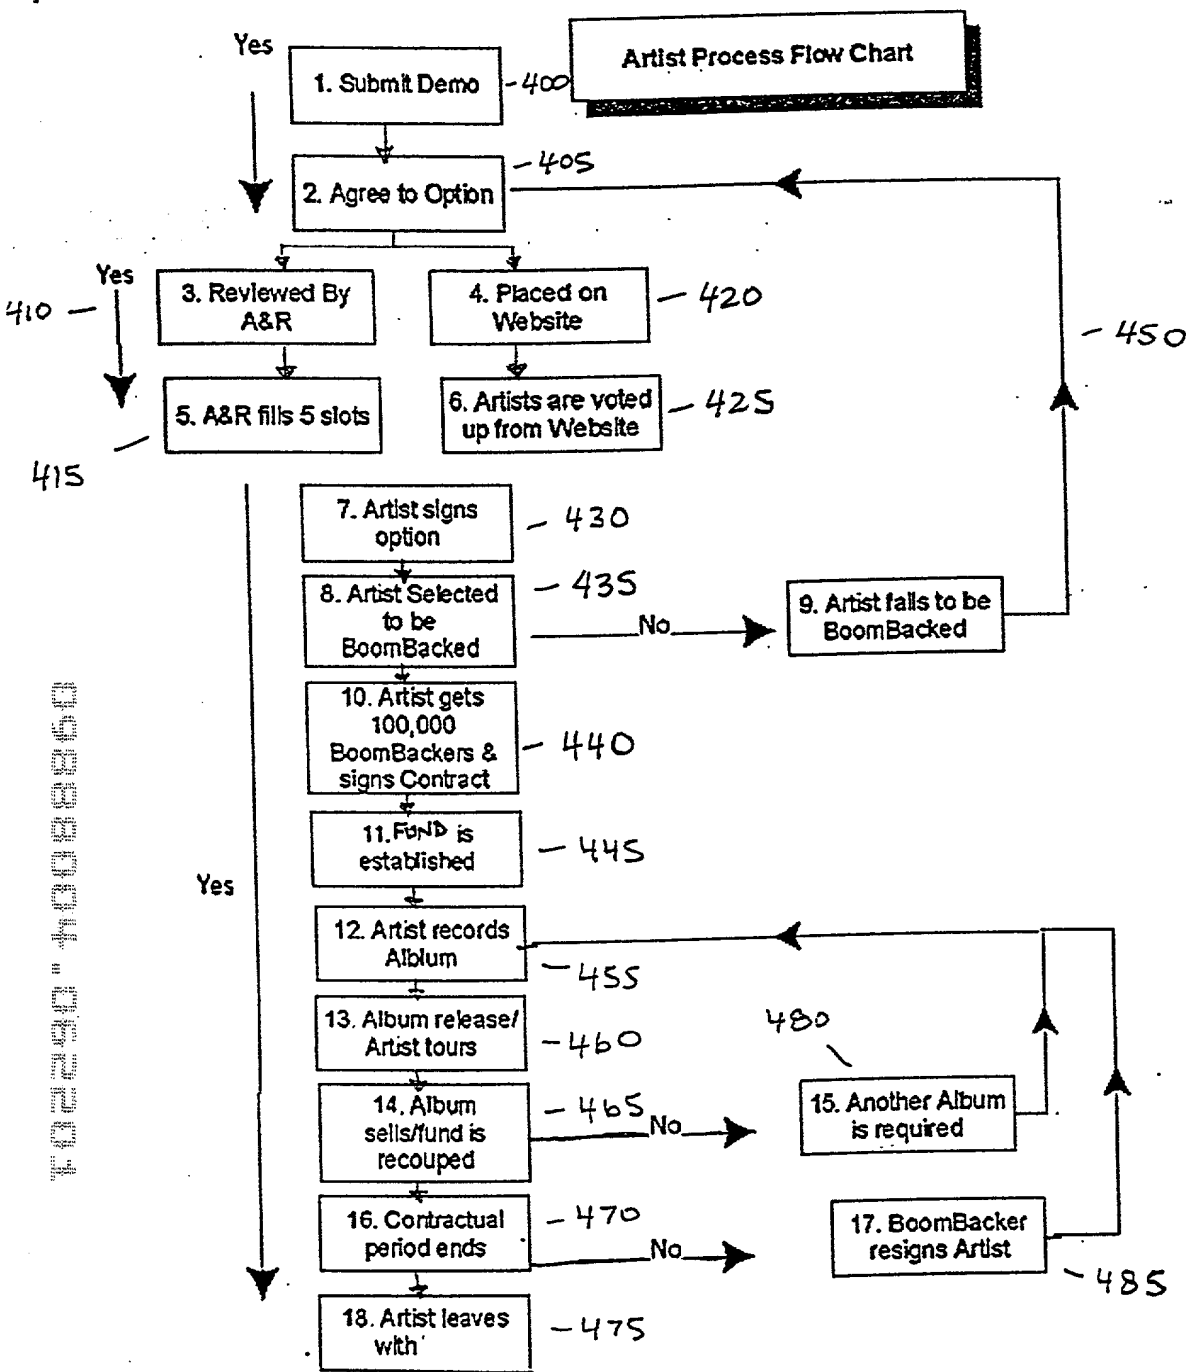 Artist Process Flow Chart
Yes
1. Submit Demo
400
2. Agree to Option
405
Yes
410
3. Reviewed By
A&R
4. Placed on
Website
420
450
5. A&R fills 5 slots
415
6. Artists are voted
up from Website
425
7. Artist signs
option
430
8. Artist Selected
to be
BoomBacked
435
No
9. Artist fails to be
BoomBacked
10. Artist gets
100,000
BoomBackers &
signs Contract
440
11. FUND is
established
445
Yes
12. Artist records
Alblum
455
13. Album release/
Artist tours
460
480
14. Album
sells/fund is
recouped
465
No
15. Another Album
is required
16. Contractual
period ends
470
No
17. BoomBacker
resigns Artist
485
18. Artist leaves
with
475